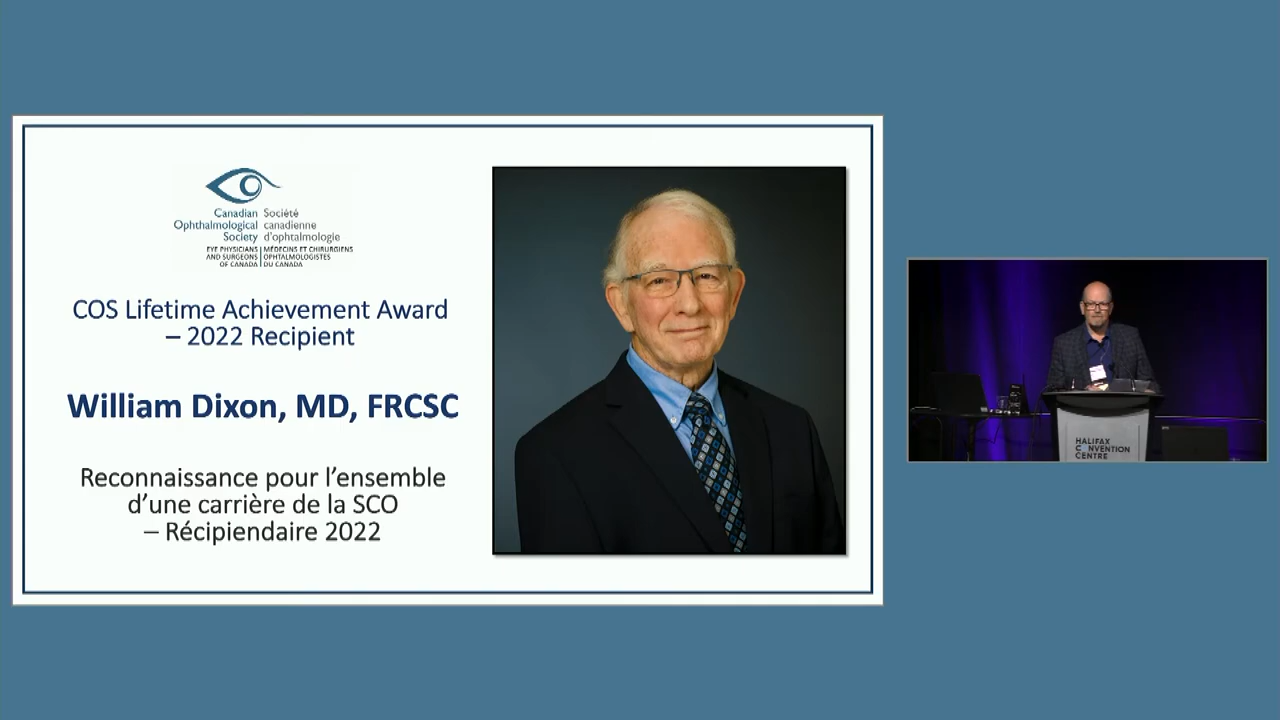 Canadian Société
Ophthalmological canadienne
Society d'ophtalmologie
EYE PHYSICIANS MÉDECINS ET CHIRURGIENS
AND SURGEONS OPHTALMOLOGISTES
OF CANADA DU CANADA
COS Lifetime Achievement Award
– 2022 Recipient
William Dixon, MD, FRCSC
Reconnaissance pour l'ensemble
d'une carrière de la SCO
– Récipiendaire 2022
HALIFAX
CONVENTION
CENTRE